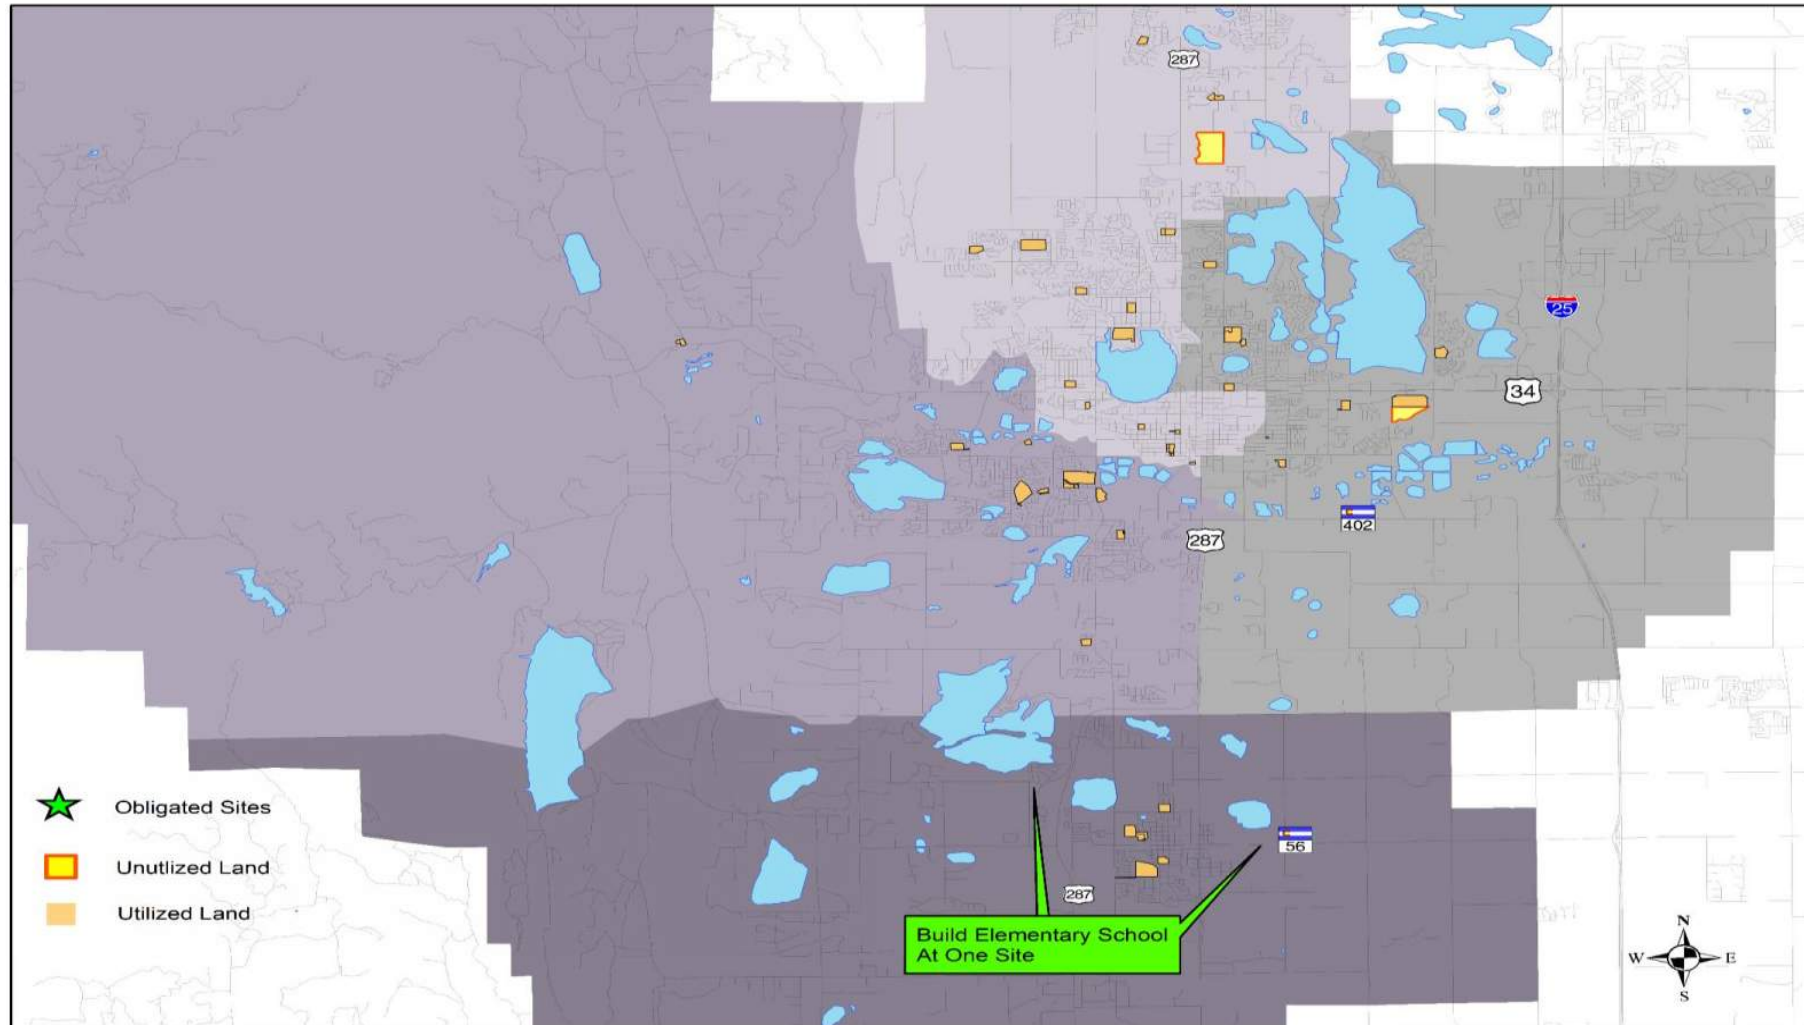 287
25
34
402
287
Obligated Sites
Unutlized Land
Utilized Land
56
287
Build Elementary School
At One Site
N
W E
S